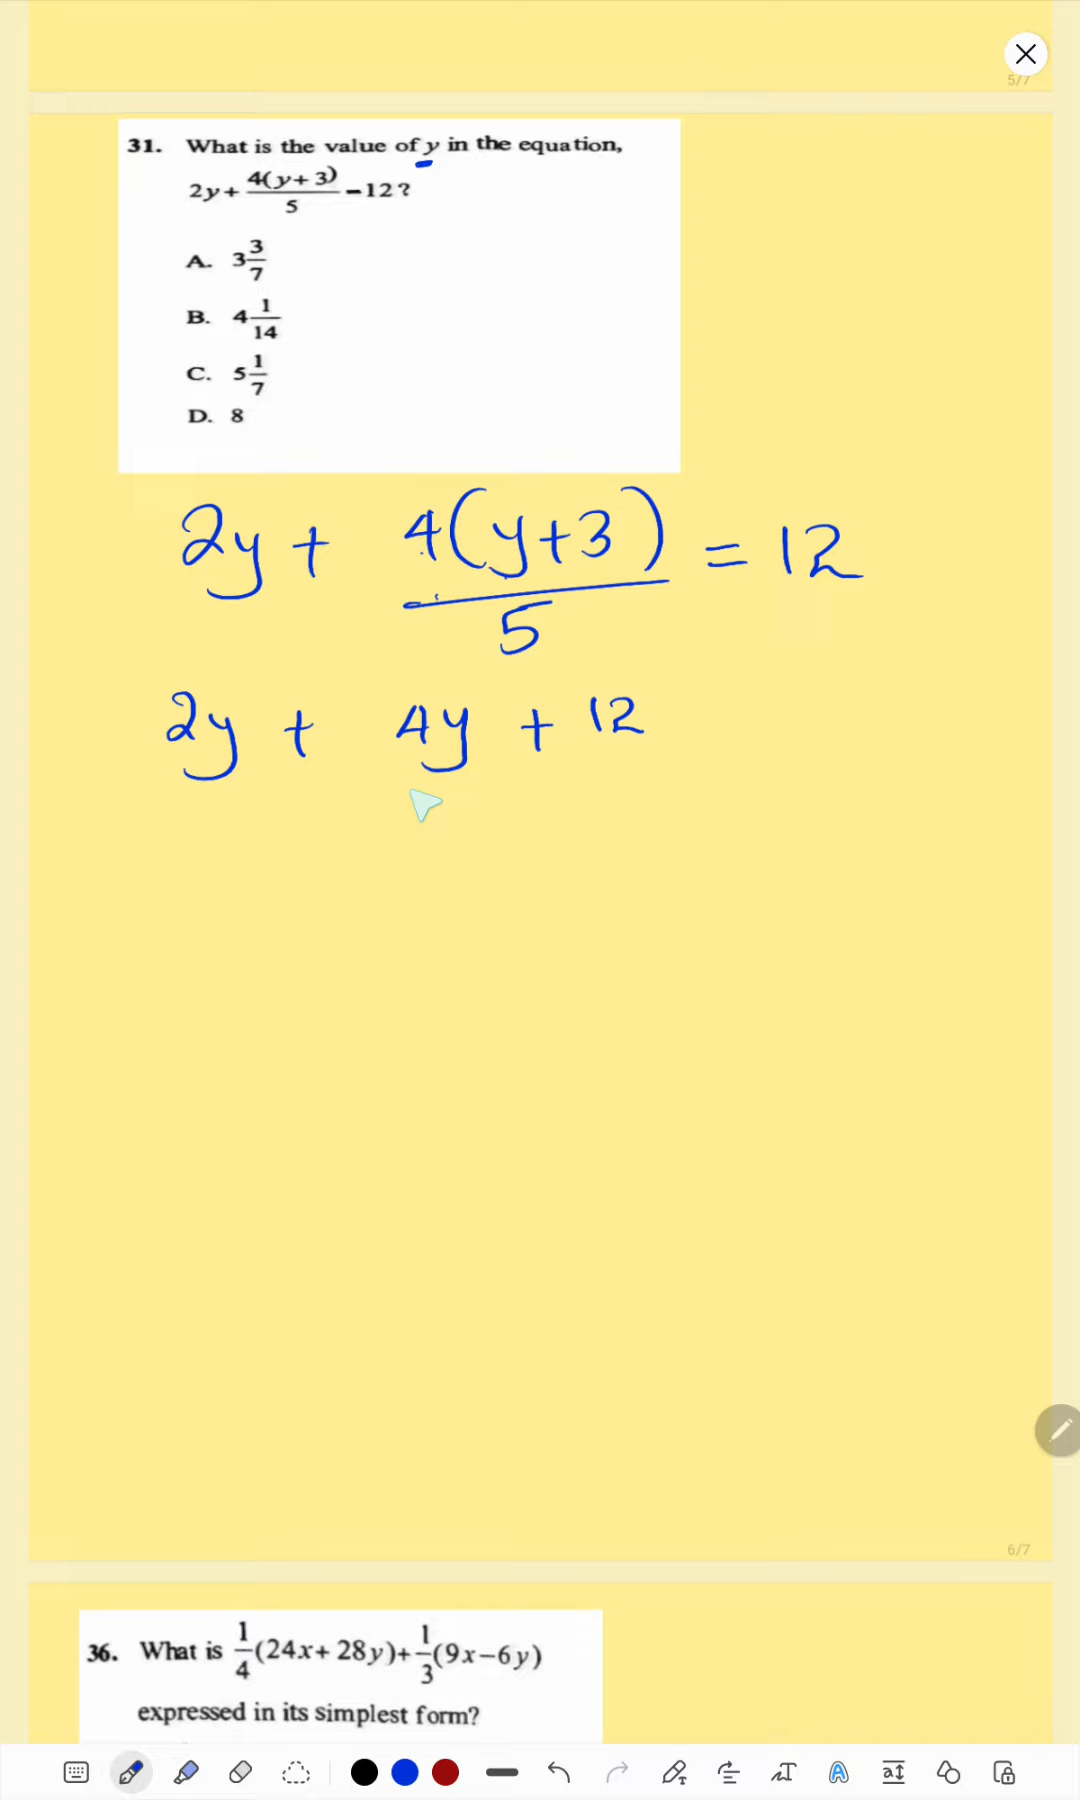 5/7
31. What is the value of y in the equation,
2y + 4(y + 3)/5 - 12 ?
A. 3 3/7
B. 4 1/14
C. 5 1/7
D. 8
2y + 4(y+3)/5 = 12
2y + 4y + 12
6/7
36. What is 1/4(24x + 28y) + 1/3(9x - 6y)
expressed in its simplest form?